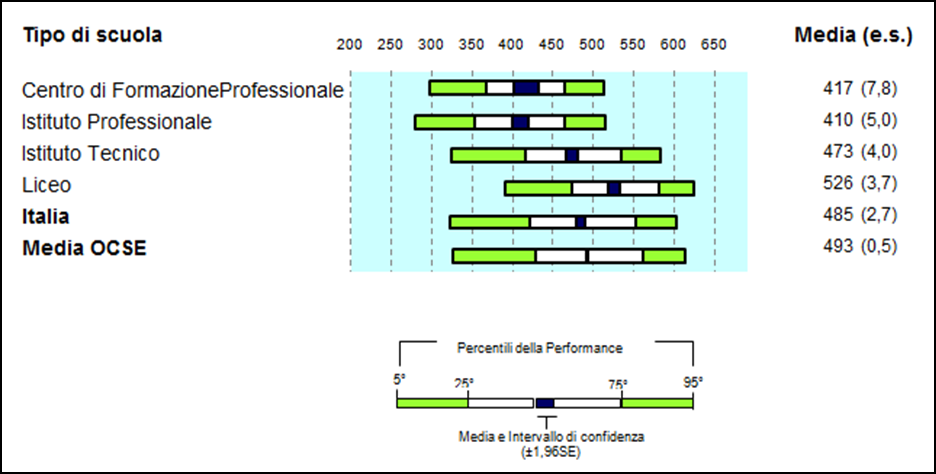 Tipo di scuola 200 250 300 350 400 450 500 550 600 650 Media (e.s.)
Centro di FormazioneProfessionale 417 (7,8)
Istituto Professionale 410 (5,0)
Istituto Tecnico 473 (4,0)
Liceo 526 (3,7)
Italia 485 (2,7)
Media OCSE 493 (0,5)
Percentili della Performance
5° 25° 75° 95°
Media e Intervallo di confidenza
(±1,96SE)